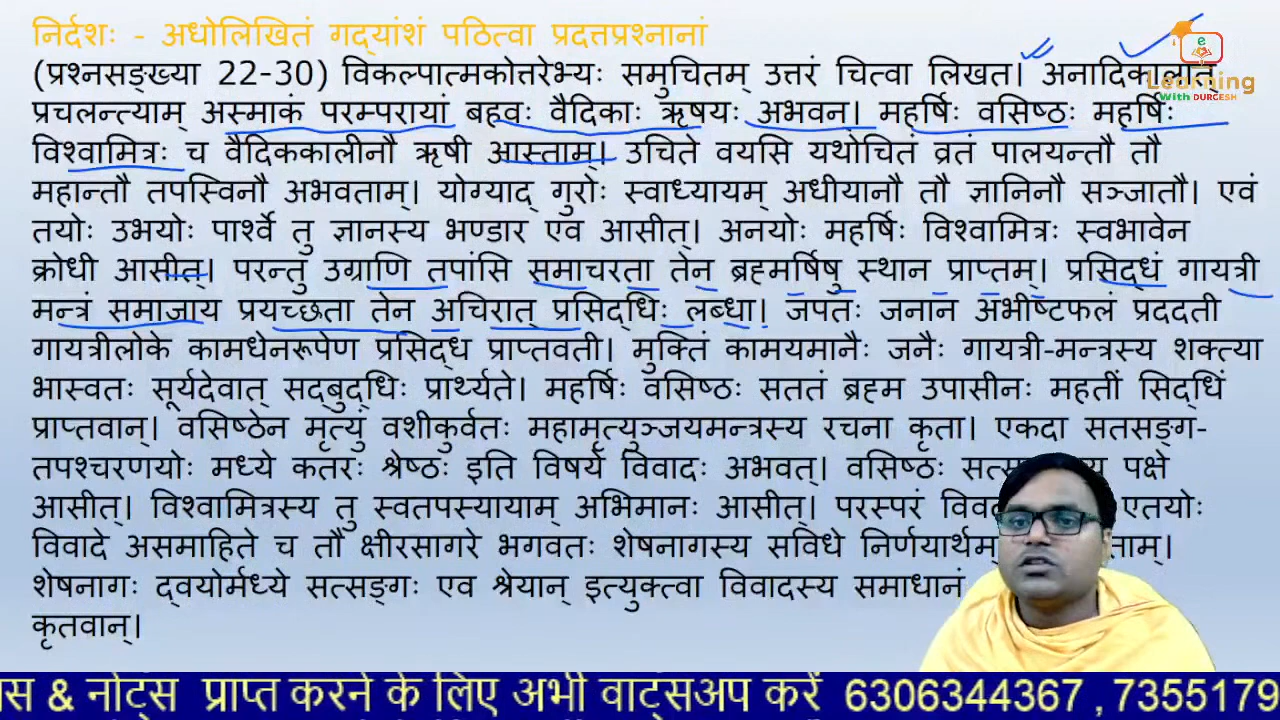 निर्दशः - अधोलिखितं गद्यांशं पठित्वा प्रदत्तप्रश्नानां
(प्रश्नसङ्ख्या 22-30) विकल्पात्मकोत्तरेभ्यः समुचितम् उत्तरं चित्वा लिखत। अनादिकालात्
प्रचलन्त्याम् अस्माकं परम्परायां बहवः वैदिकाः ऋषयः अभवन्। महर्षिः वसिष्ठः महर्षिः
विश्वामित्रः च वैदिककालीनौ ऋषी आस्ताम्। उचिते वयसि यथोचितं व्रतं पालयन्तौ तौ
महान्तौ तपस्विनौ अभवताम्। योग्याद् गुरोः स्वाध्यायम् अधीयानौ तौ ज्ञानिनौ सञ्जातौ। एवं
तयोः उभयोः पार्श्वे तु ज्ञानस्य भण्डार एव आसीत्। अनयोः महर्षिः विश्वामित्रः स्वभावेन
क्रोधी आसीत्। परन्तु उग्राणि तपांसि समाचरता तेन ब्रह्मर्षिषु स्थान प्राप्तम्। प्रसिद्धं गायत्री
मन्त्रं समाजाय प्रयच्छता तेन अचिरात् प्रसिद्धिः लब्धा। जपतः जनान अभीष्टफलं प्रददती
गायत्रीलोके कामधेनरूपेण प्रसिद्ध प्राप्तवती। मुक्तिं कामयमानैः जनैः गायत्री-मन्त्रस्य शक्त्या
भास्वतः सूर्यदेवात् सद्बुद्धिः प्रार्थ्यते। महर्षिः वसिष्ठः सततं ब्रह्म उपासीनः महतीं सिद्धिं
प्राप्तवान्। वसिष्ठेन मृत्युं वशीकुर्वतः महामृत्युञ्जयमन्त्रस्य रचना कृता। एकदा सतसङ्ग-
तपश्चरणयोः मध्ये कतरः श्रेष्ठः इति विषये विवादः अभवत्। वसिष्ठः पक्षे
आसीत्। विश्वामित्रस्य तु स्वतपस्यायाम् अभिमानः आसीत्। परस्परं एतयोः
विवादे असमाहिते च तौ क्षीरसागरे भगवतः शेषनागस्य सविधे निर्णयार्थम्
शेषनागः द्वयोर्मध्ये सत्सङ्गः एव श्रेयान् इत्युक्त्वा विवादस्य समाधानं
कृतवान्।
e
Learning
With DURGESH
& नोट्स प्राप्त करने के लिए अभी वाट्सअप करें 6306344367 , 7355179